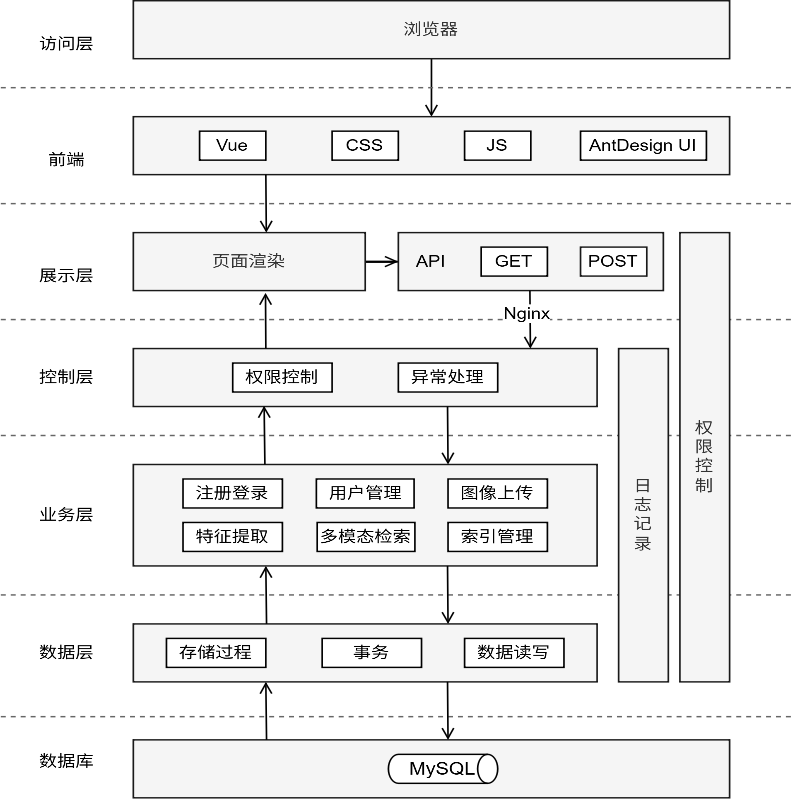 访问层
浏览器
前端
Vue
CSS
JS
AntDesign UI
展示层
页面渲染
API
GET
POST
Nginx
控制层
权限控制
异常处理
权限控制
业务层
注册登录
用户管理
图像上传
特征提取
多模态检索
索引管理
日志记录
数据层
存储过程
事务
数据读写
数据库
MySQL